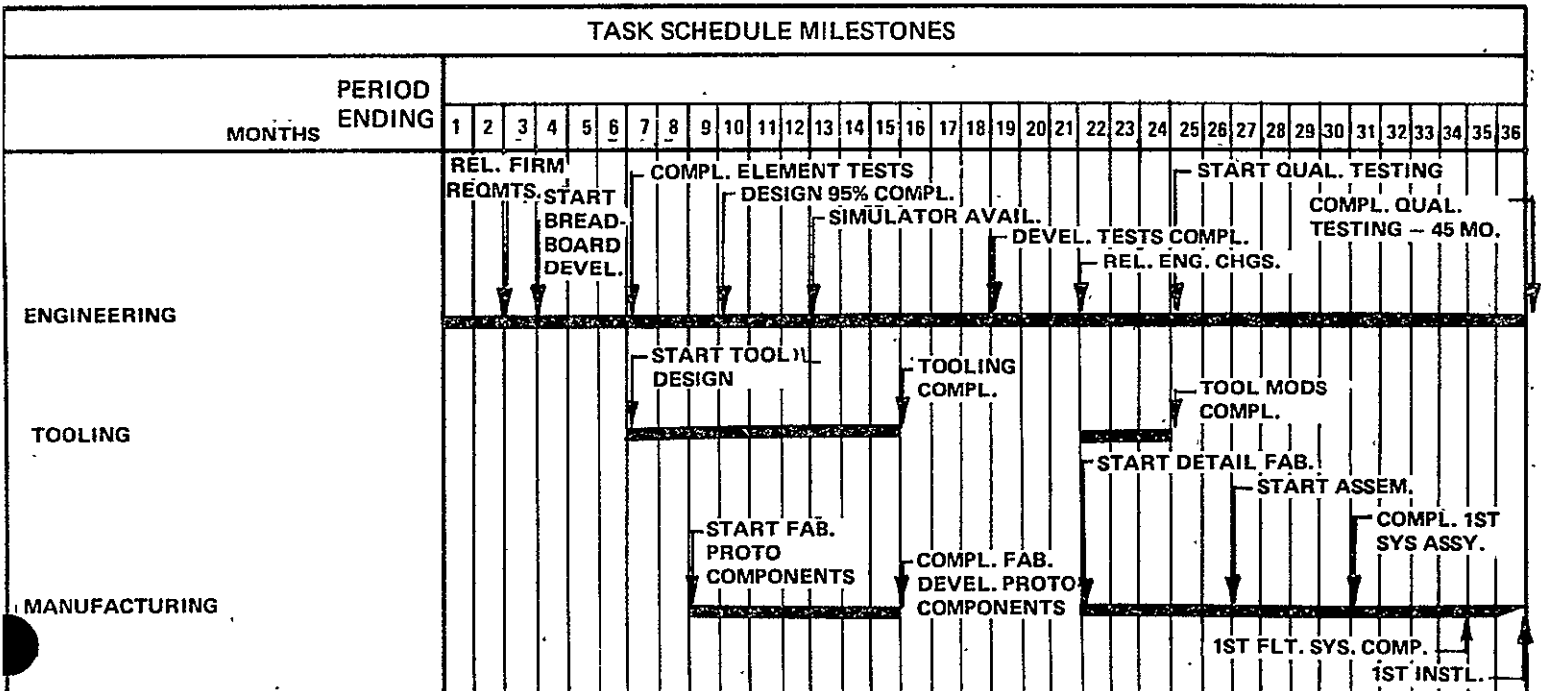 TASK SCHEDULE MILESTONES
PERIOD
ENDING
MONTHS
1 2 3 4 5 6 7 8 9 10 11 12 13 14 15 16 17 18 19 20 21 22 23 24 25 26 27 28 29 30 31 32 33 34 35 36
REL. FIRM
REQMTS.
START
BREAD-
BOARD
DEVEL.
COMPL. ELEMENT TESTS
DESIGN 95% COMPL.
SIMULATOR AVAIL.
DEVEL. TESTS COMPL.
REL. ENG. CHGS.
START QUAL. TESTING
COMPL. QUAL.
TESTING – 45 MO.
ENGINEERING
START TOOL
DESIGN
TOOLING
COMPL.
TOOL MODS
COMPL.
TOOLING
START DETAIL FAB.
START ASSEM.
COMPL. 1ST
SYS ASSY.
START FAB.
PROTO
COMPONENTS
COMPL. FAB.
DEVEL. PROTO
COMPONENTS
MANUFACTURING
1ST FLT. SYS. COMP.
1ST INSTL.